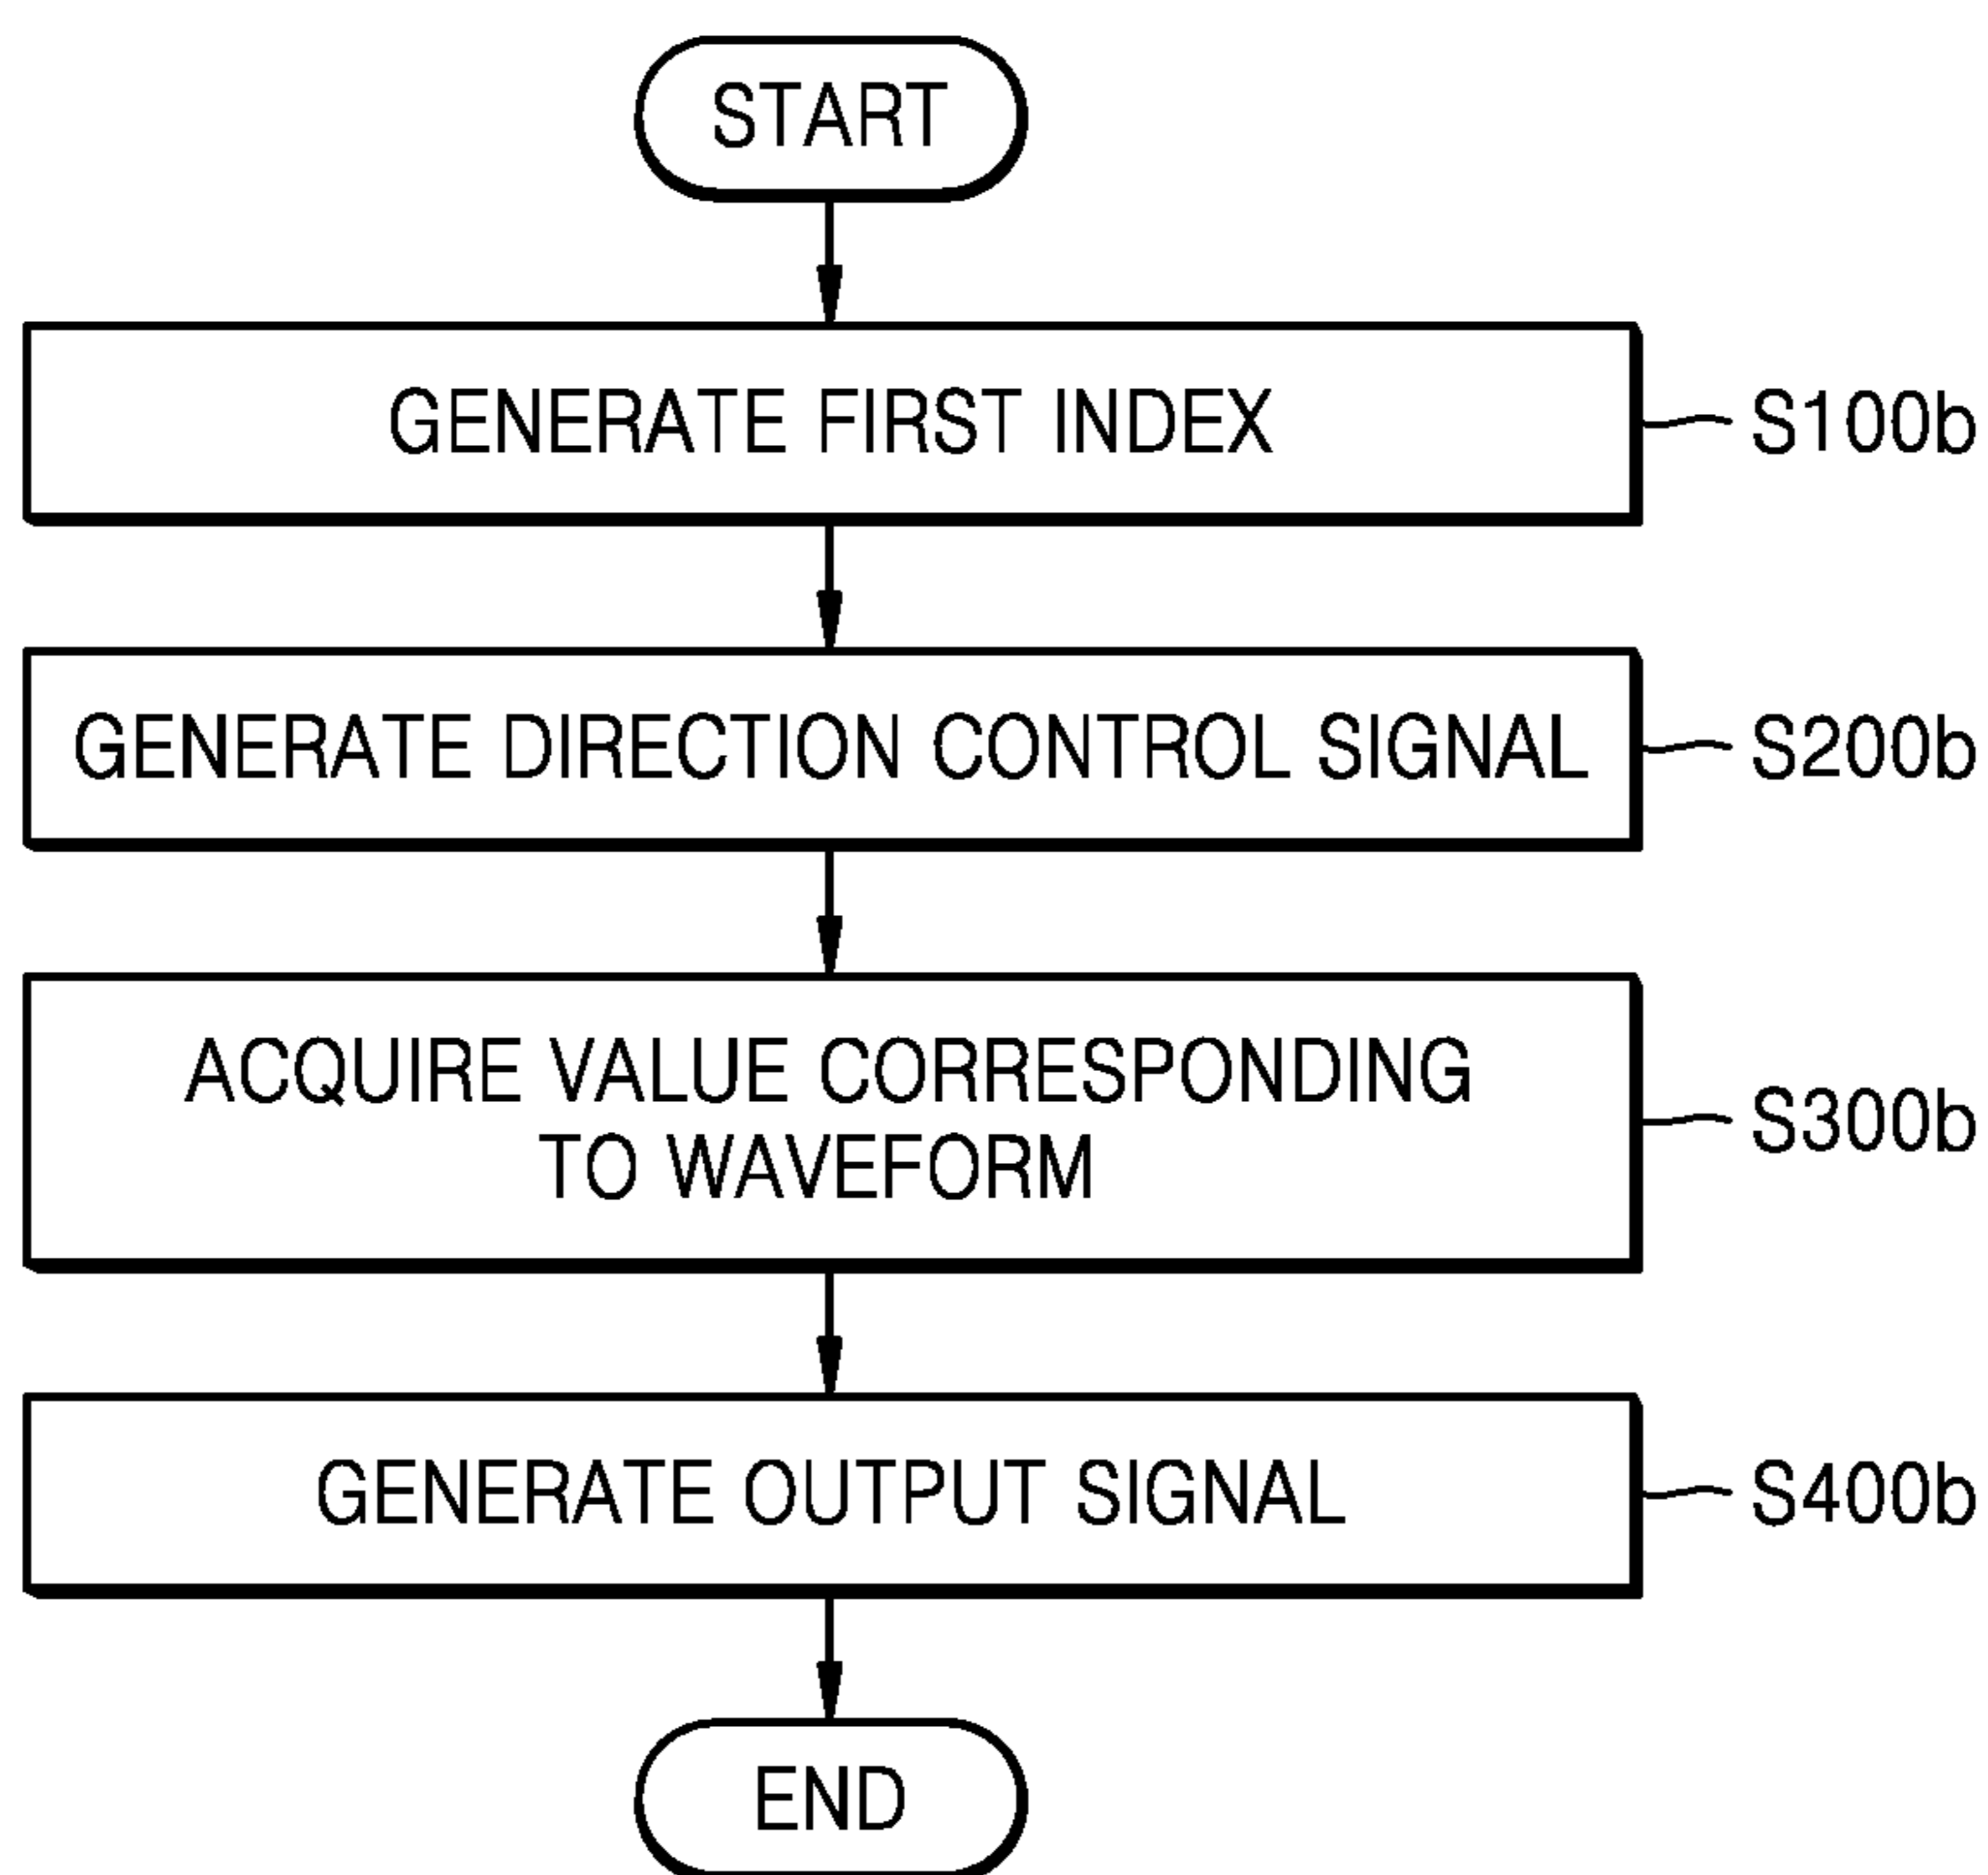 START
GENERATE FIRST INDEX
S100b
GENERATE DIRECTION CONTROL SIGNAL
S200b
ACQUIRE VALUE CORRESPONDING
TO WAVEFORM
S300b
GENERATE OUTPUT SIGNAL
S400b
END